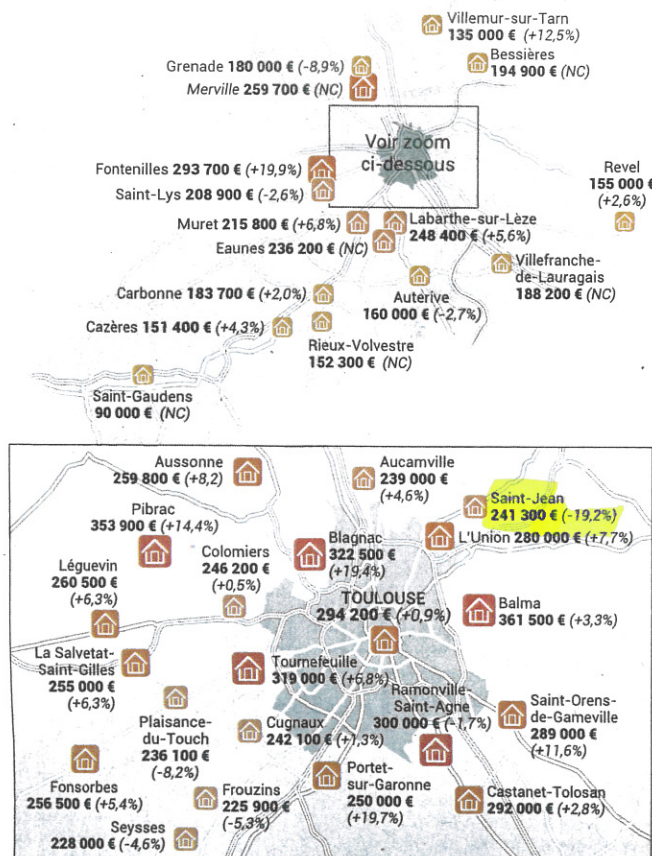 Villemur-sur-Tarn
135 000 € (+12,5%)
Bessières
194 900 € (NC)
Grenade 180 000 € (-8,9%)
Merville 259 700 € (NC)
Voir zoom
ci-dessous
Fontenilles 293 700 € (+19,9%)
Saint-Lys 208 900 € (-2,6%)
Revel
155 000 €
(+2,6%)
Muret 215 800 € (+6,8%)
Labarthe-sur-Lèze
248 400 € (+5,6%)
Eaunes 236 200 € (NC)
Villefranche-
de-Lauragais
188 200 € (NC)
Carbonne 183 700 € (+2,0%)
Auterive
160 000 € (-2,7%)
Cazères 151 400 € (+4,3%)
Rieux-Volvestre
152 300 € (NC)
Saint-Gaudens
90 000 € (NC)
Aussonne
259 800 € (+8,2)
Aucamville
239 000 €
(+4,6%)
Saint-Jean
241 300 € (-19,2%)
Pibrac
353 900 € (+14,4%)
L'Union 280 000 € (+7,7%)
Blagnac
322 500 €
(+19,4%)
Colomiers
246 200 €
(+0,5%)
Léguevin
260 500 €
(+6,3%)
TOULOUSE
294 200 € (+0,9%)
Balma
361 500 € (+3,3%)
La Salvetat-
Saint-Gilles
255 000 €
(+6,3%)
Tournefeuille
319 000 € (+6,8%)
Ramonville-
Saint-Agne
300 000 € (-1,7%)
Saint-Orens-
de-Gameville
289 000 €
(+11,6%)
Plaisance-
du-Touch
236 100 €
(-8,2%)
Cugnaux
242 100 € (+1,3%)
Fonsorbes
256 500 € (+5,4%)
Frouzins
225 900 €
(-5,3%)
Portet-
sur-Garonne
250 000 €
(+19,7%)
Castanet-Tolosan
292 000 € (+2,8%)
Seysses
228 000 € (-4,6%)